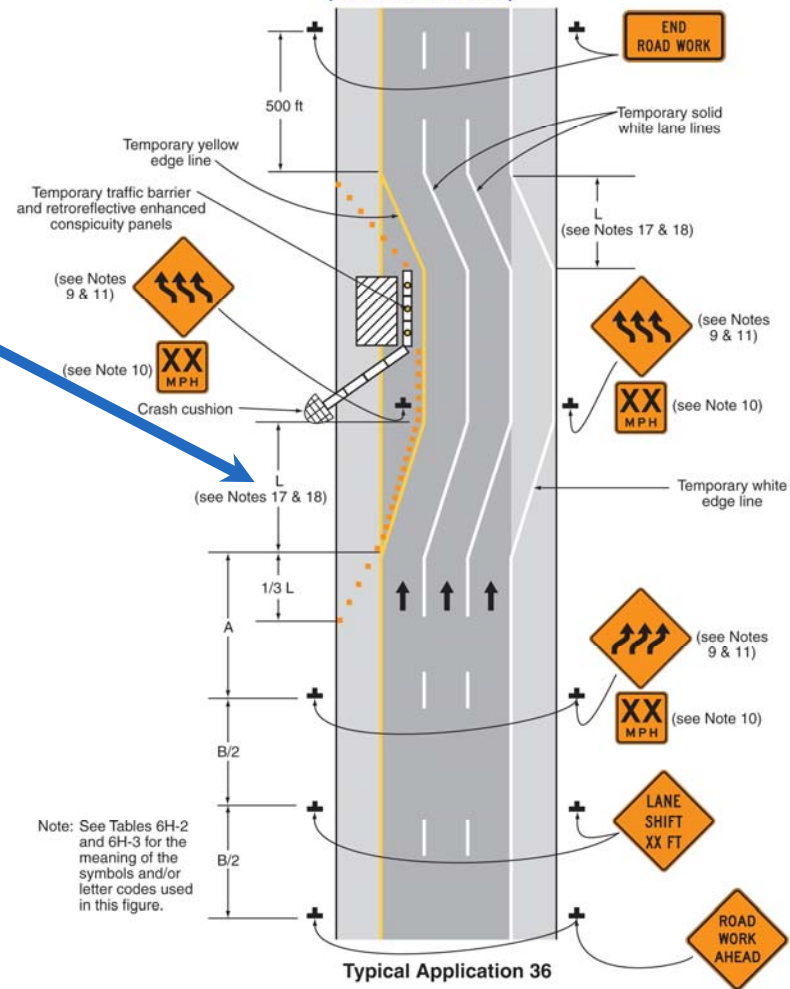 END
ROAD WORK
500 ft
Temporary solid
white lane lines
Temporary yellow
edge line
Temporary traffic barrier
and retroreflective enhanced
conspicuity panels
L
(see Notes 17 & 18)
(see Notes
9 & 11)
XX
MPH
(see Note 10)
Crash cushion
(see Notes
9 & 11)
XX
MPH
(see Note 10)
L
(see Notes 17 & 18)
Temporary white
edge line
1/3 L
A
(see Notes
9 & 11)
XX
MPH
(see Note 10)
B/2
LANE
SHIFT
XX FT
Note: See Tables 6H-2
and 6H-3 for the
meaning of the
symbols and/or
letter codes used
in this figure.
B/2
ROAD
WORK
AHEAD
Typical Application 36